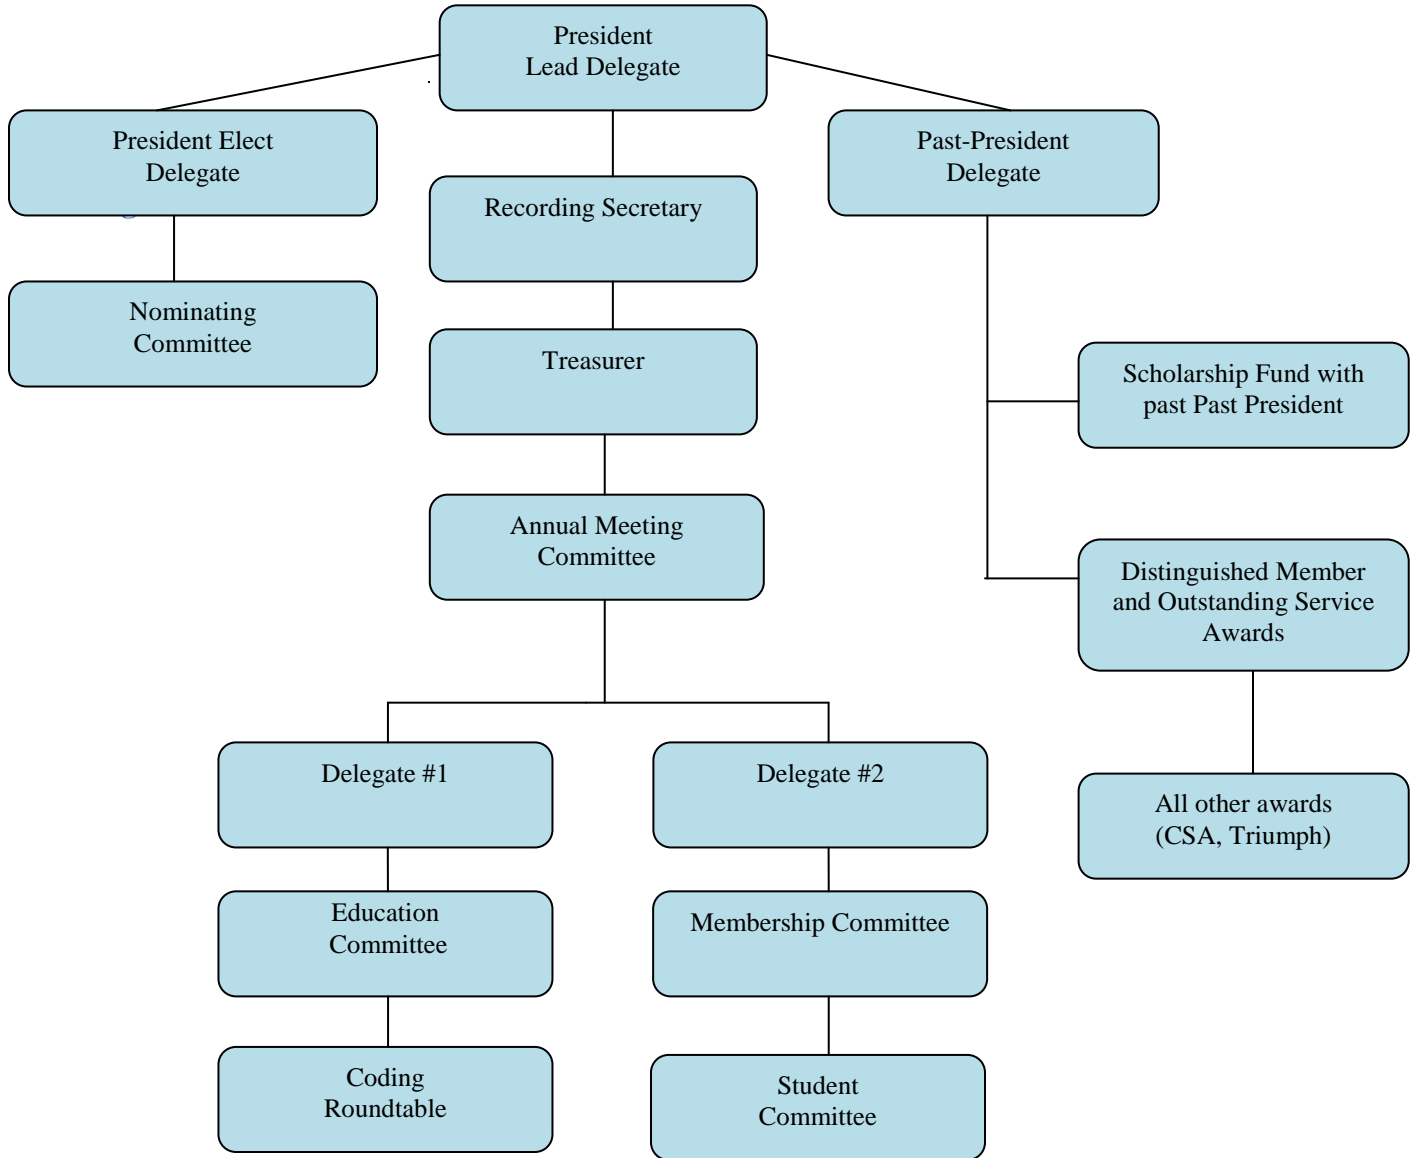 President
Lead Delegate
President Elect
Delegate
Past-President
Delegate
Recording Secretary
Nominating
Committee
Treasurer
Scholarship Fund with
past Past President
Annual Meeting
Committee
Distinguished Member
and Outstanding Service
Awards
Delegate #1
Delegate #2
All other awards
(CSA, Triumph)
Education
Committee
Membership Committee
Coding
Roundtable
Student
Committee